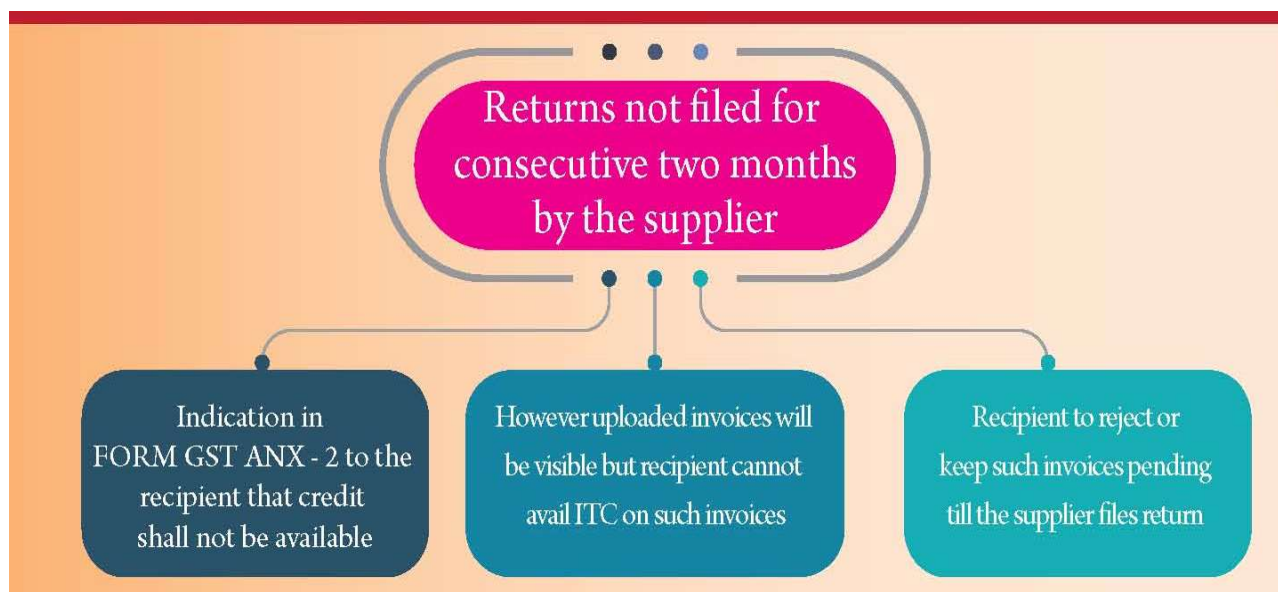 Returns not filed for
consecutive two months
by the supplier
Indication in
FORM GST ANX - 2 to the
recipient that credit
shall not be available
However uploaded invoices will
be visible but recipient cannot
avail ITC on such invoices
Recipient to reject or
keep such invoices pending
till the supplier files return